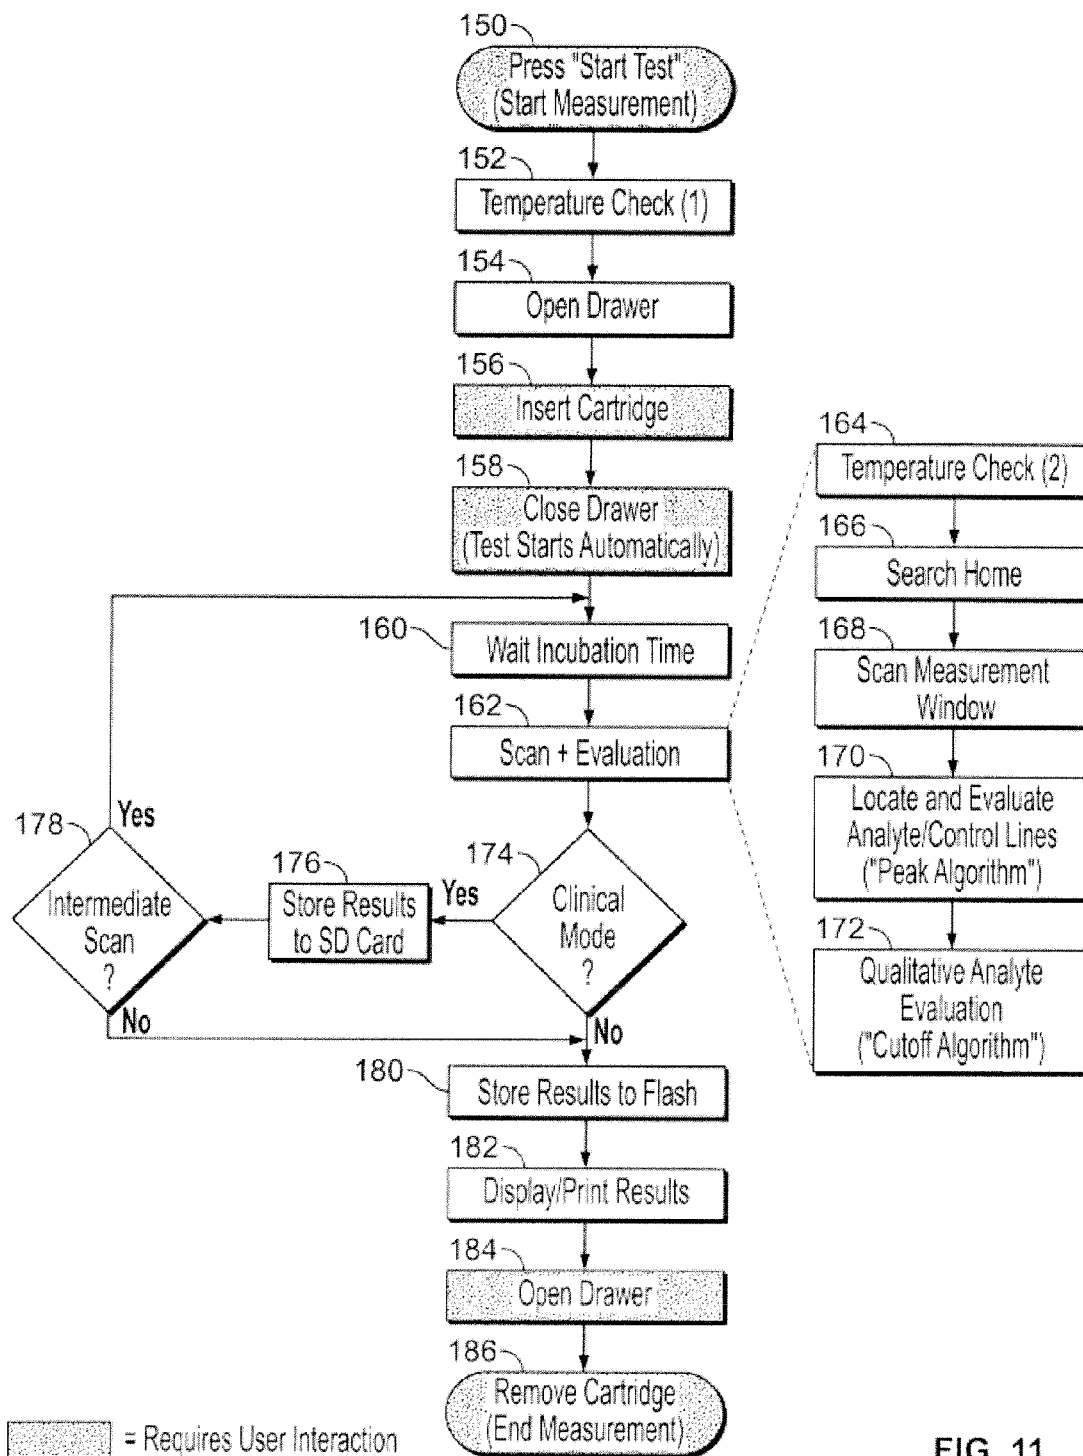 150
Press "Start Test"
(Start Measurement)
152
Temperature Check (1)
154
Open Drawer
156
Insert Cartridge
158
Close Drawer
(Test Starts Automatically)
160
Wait Incubation Time
162
Scan + Evaluation
164
Temperature Check (2)
166
Search Home
168
Scan Measurement
Window
170
Locate and Evaluate
Analyte/Control Lines
("Peak Algorithm")
172
Qualitative Analyte
Evaluation
("Cutoff Algorithm")
174
Clinical
Mode
?
Yes
No
176
Store Results
to SD Card
178
Intermediate
Scan
?
Yes
No
180
Store Results to Flash
182
Display/Print Results
184
Open Drawer
186
Remove Cartridge
(End Measurement)
= Requires User Interaction
FIG. 11